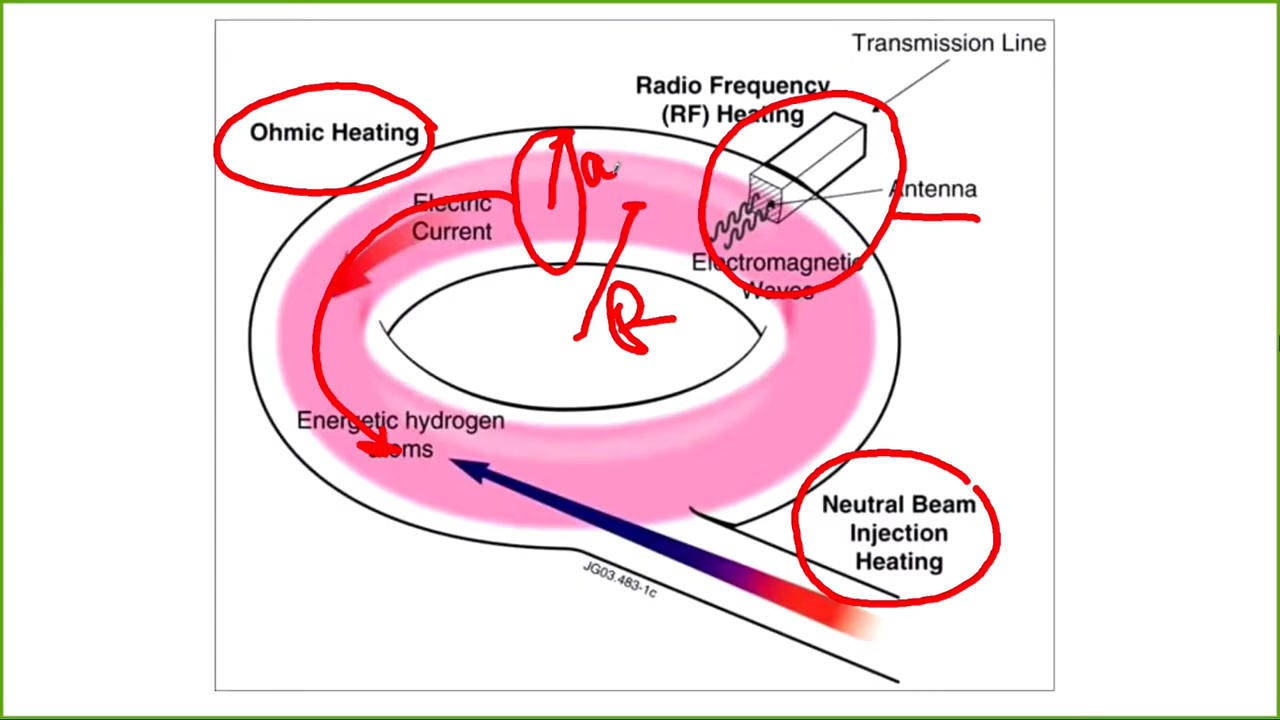 Transmission Line
Radio Frequency
(RF) Heating
Ohmic Heating
a
Antenna
Electric
Current
Electromagnetic
Waves
R
Energetic hydrogen
atoms
Neutral Beam
Injection
Heating
JG03.483-1c